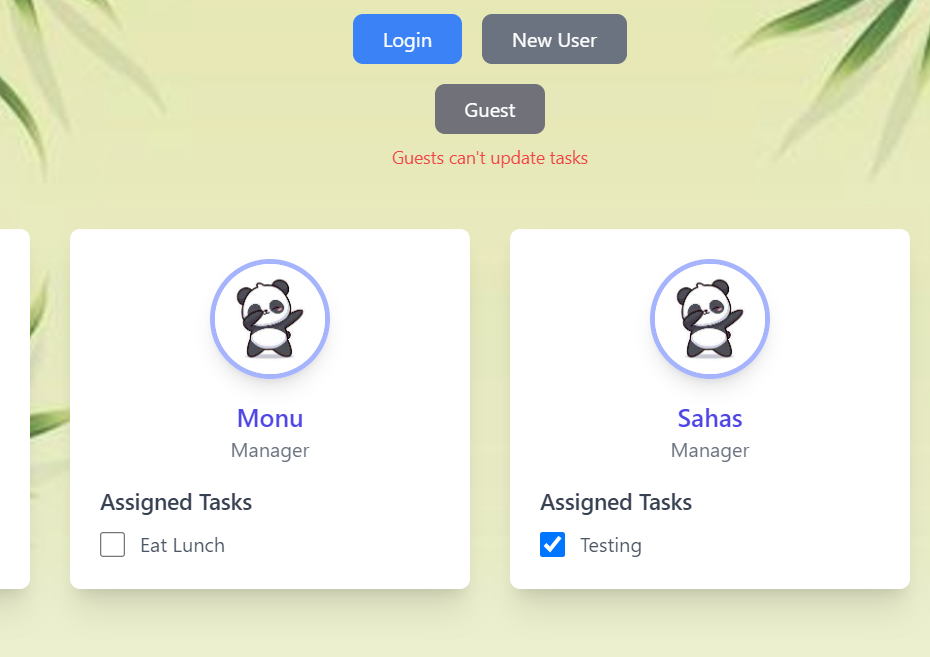 Login
New User
Guest
Guests can't update tasks
Monu
Manager
Assigned Tasks
Eat Lunch
Sahas
Manager
Assigned Tasks
Testing